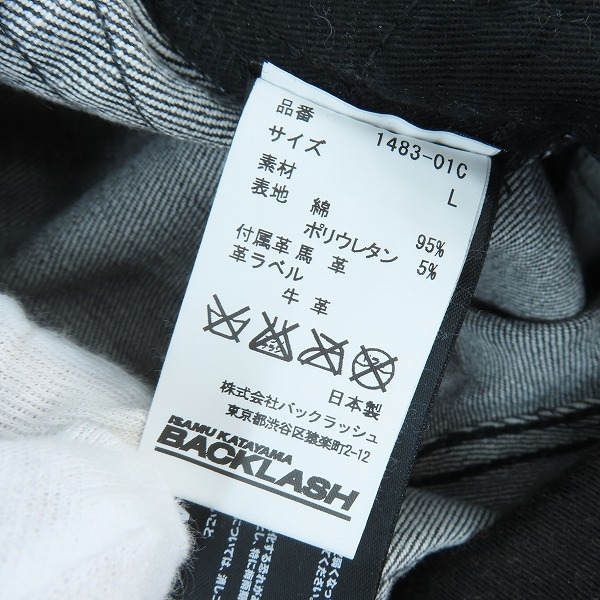 品番 1483-01C
サイズ L
素材
表地 綿 95%
ポリウレタン 5%
付属革 馬革
革ラベル
牛革
日本製
株式会社バックラッシュ
東京都渋谷区猿楽町2-12
ISAMU KATAYAMA
BACKLASH